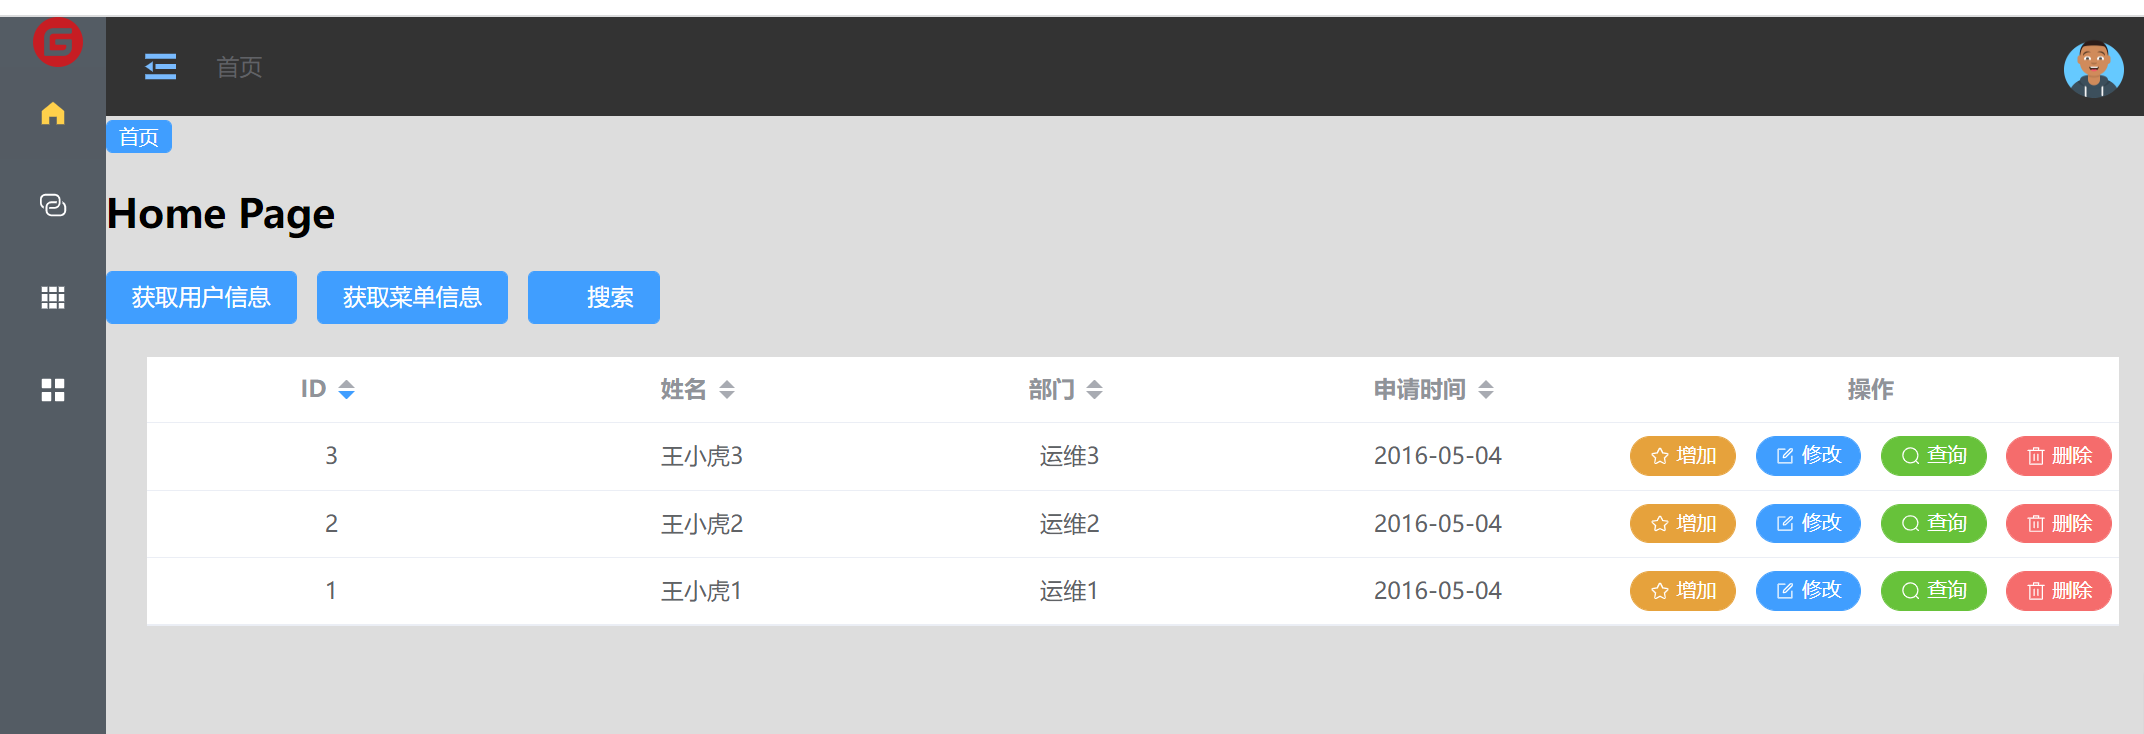 首页
首页
Home Page
获取用户信息 获取菜单信息 搜索
ID 姓名 部门 申请时间 操作
3 王小虎3 运维3 2016-05-04 增加 修改 查询 删除
2 王小虎2 运维2 2016-05-04 增加 修改 查询 删除
1 王小虎1 运维1 2016-05-04 增加 修改 查询 删除